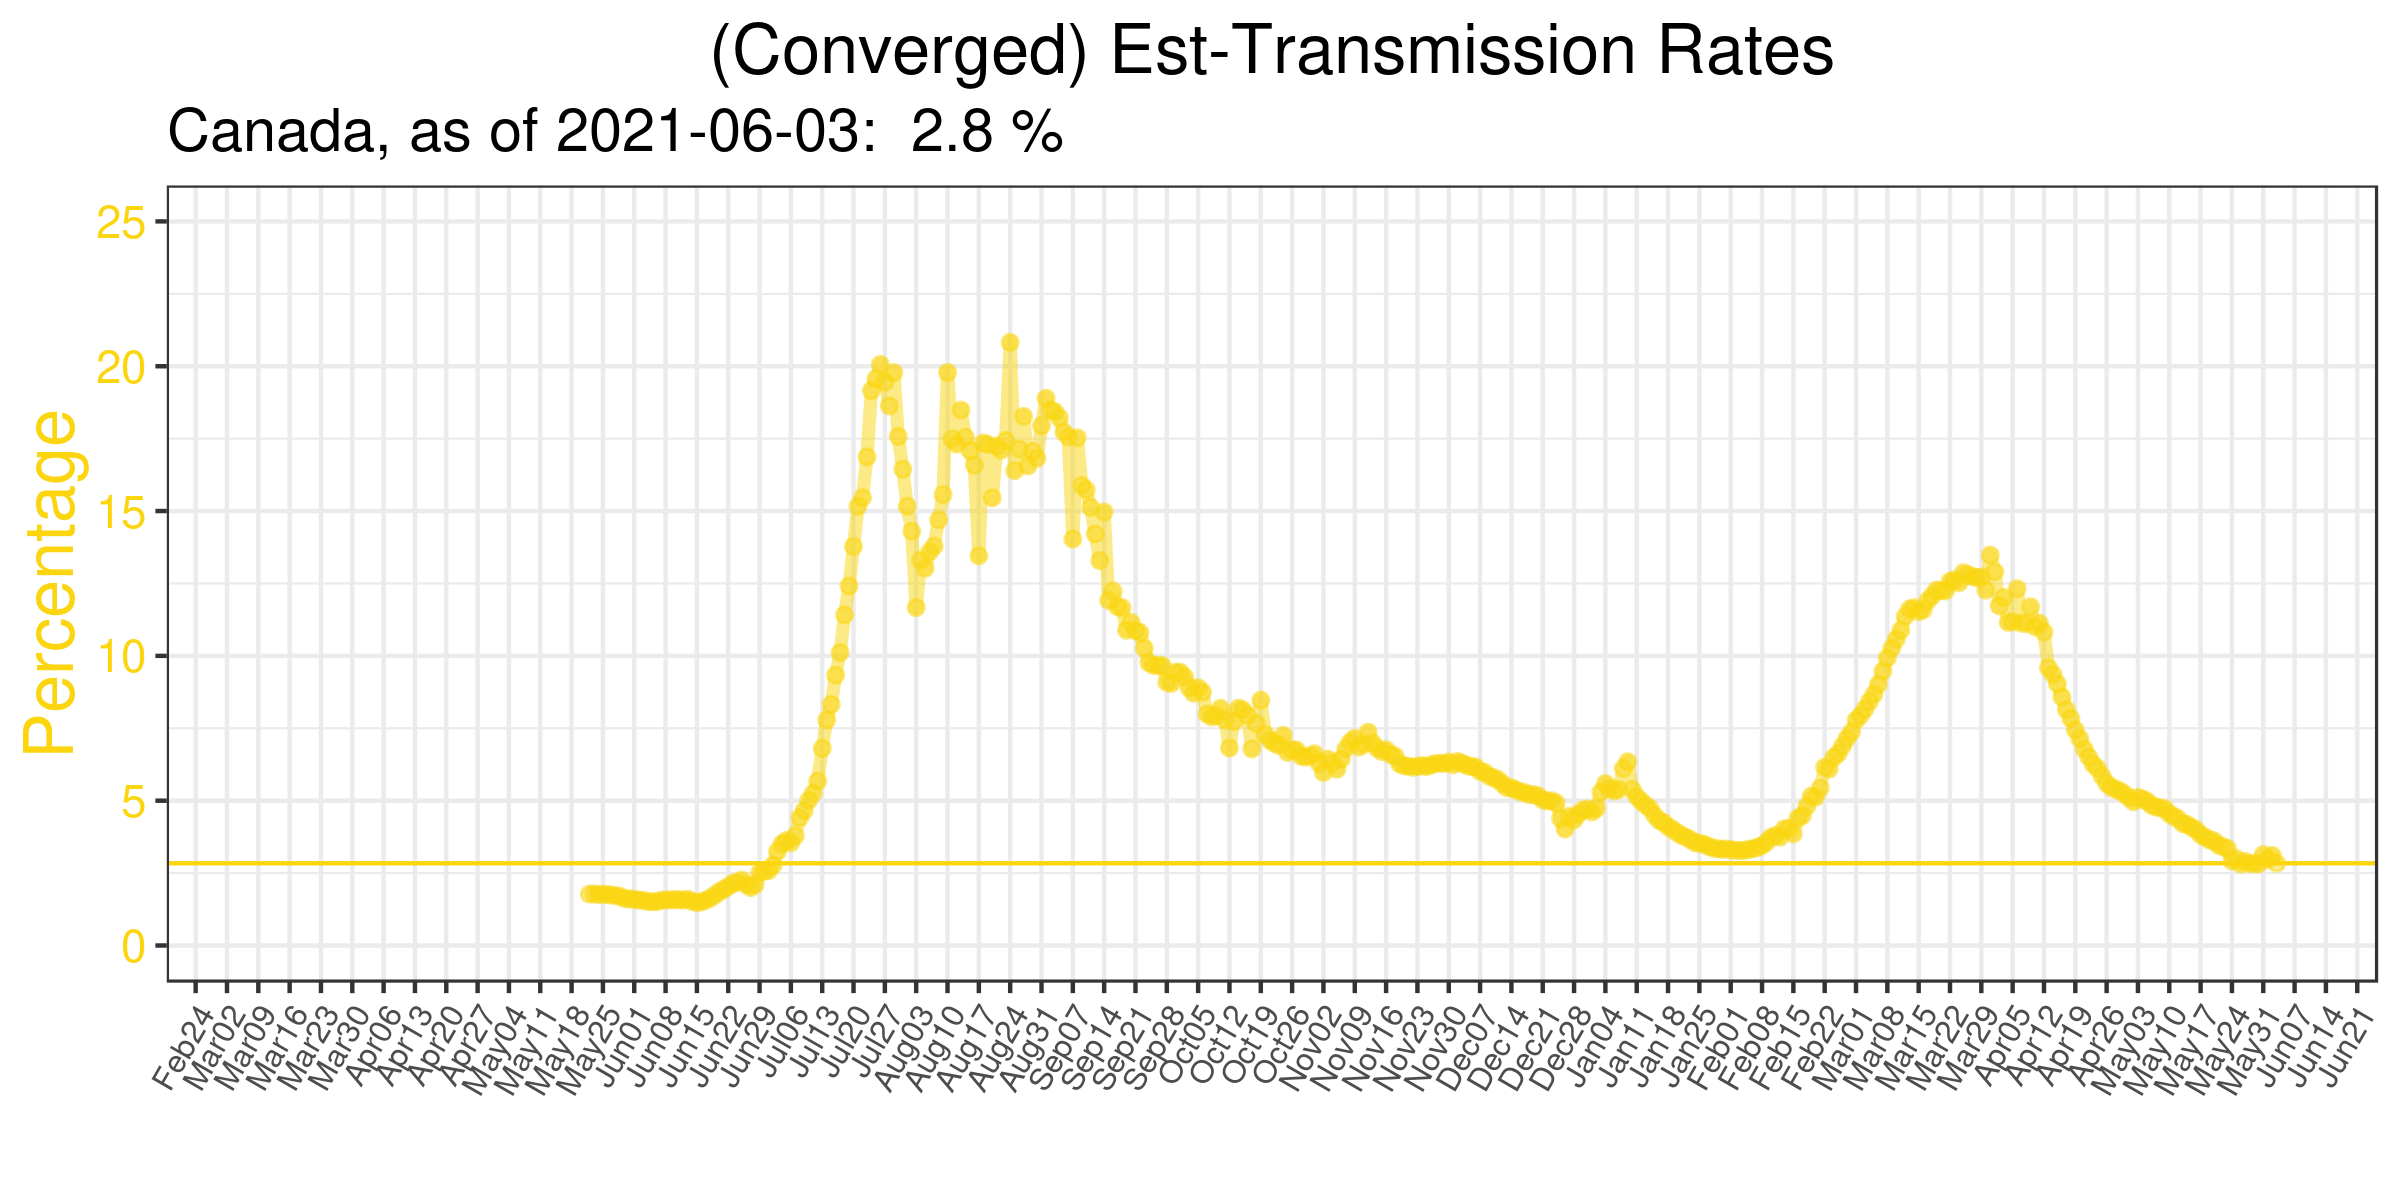 (Converged) Est-Transmission Rates
Canada, as of 2021-06-03:  2.8 %
Percentage
25
20
15
10
5
0
Feb24
Mar02
Mar09
Mar16
Mar23
Mar30
Apr06
Apr13
Apr20
Apr27
May04
May11
May18
May25
Jun01
Jun08
Jun15
Jun22
Jun29
Jul06
Jul13
Jul20
Jul27
Aug03
Aug10
Aug17
Aug24
Aug31
Sep07
Sep14
Sep21
Sep28
Oct05
Oct12
Oct19
Oct26
Nov02
Nov09
Nov16
Nov23
Nov30
Dec07
Dec14
Dec21
Dec28
Jan04
Jan11
Jan18
Jan25
Feb01
Feb08
Feb15
Feb22
Mar01
Mar08
Mar15
Mar22
Mar29
Apr05
Apr12
Apr19
Apr26
May03
May10
May17
May24
May31
Jun07
Jun14
Jun21